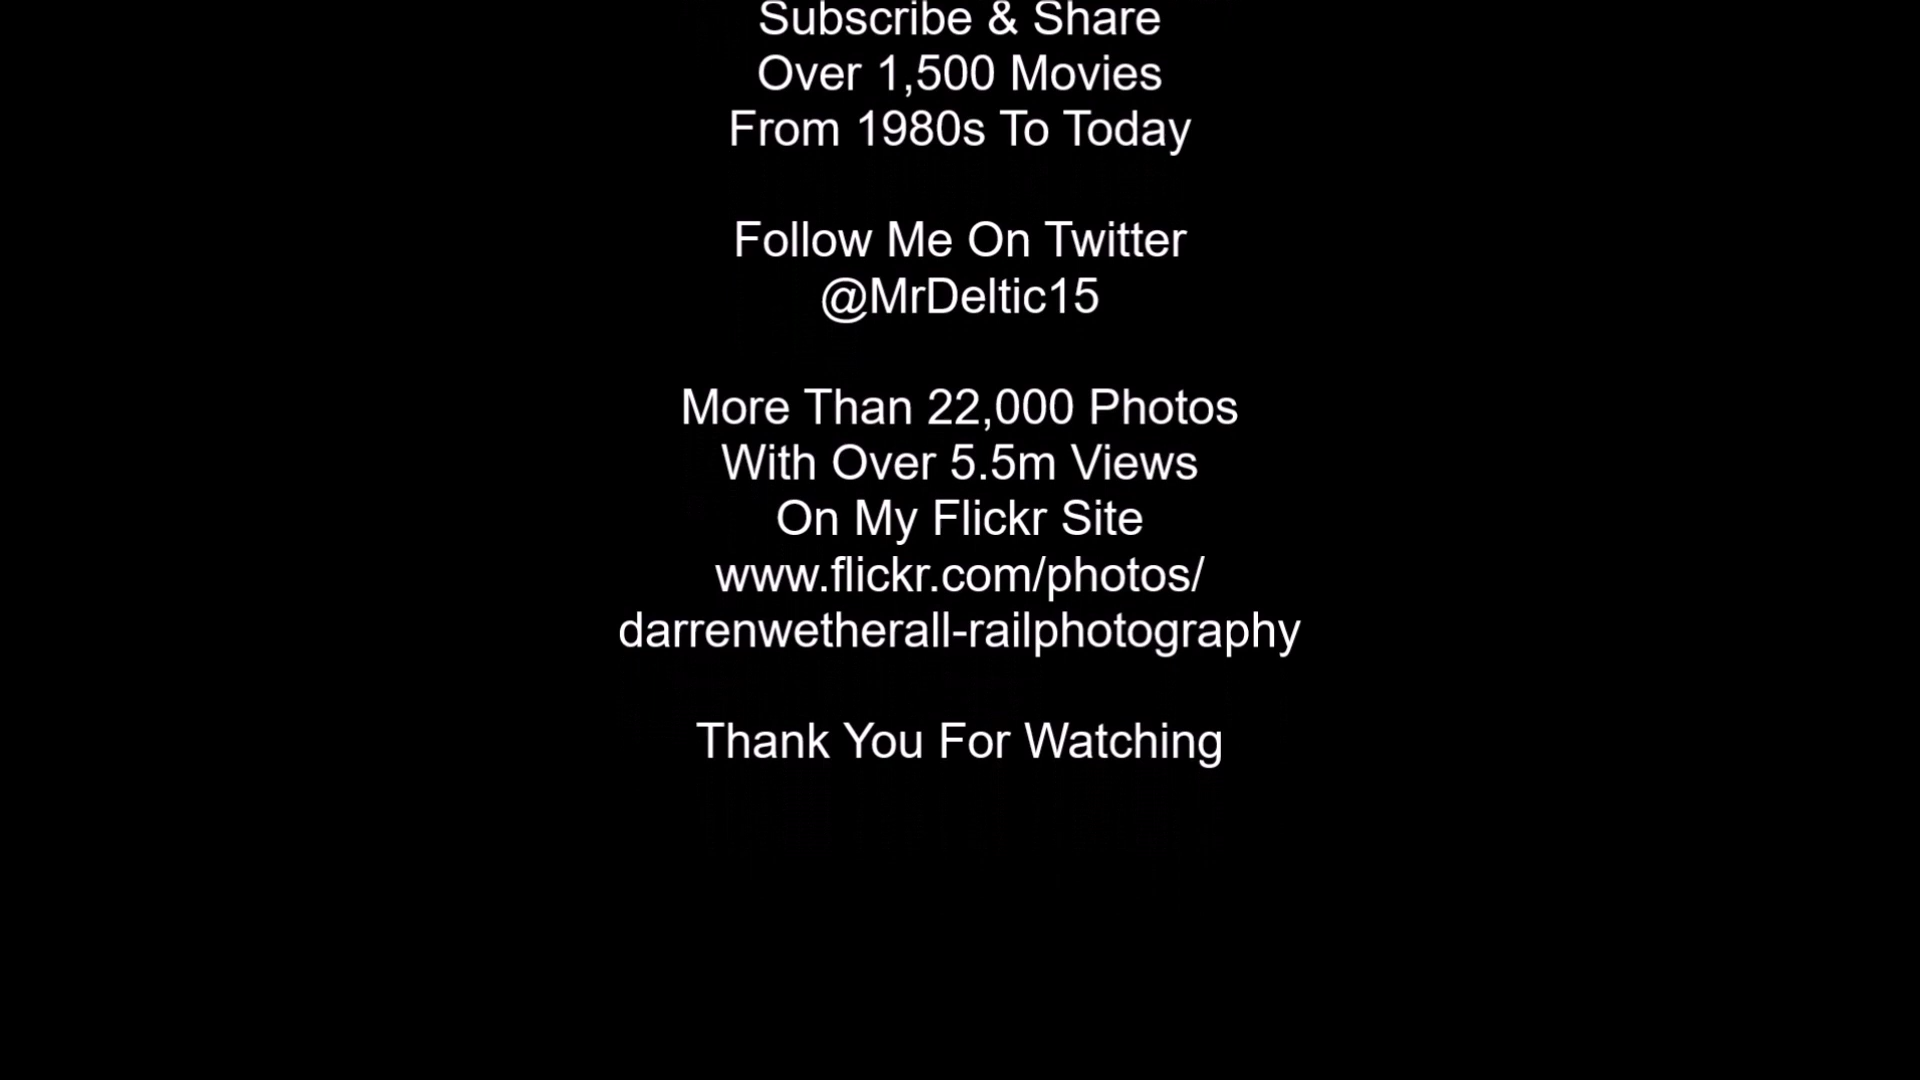 Subscribe & Share
Over 1,500 Movies
From 1980s To Today
Follow Me On Twitter
@MrDeltic15
More Than 22,000 Photos
With Over 5.5m Views
On My Flickr Site
www.flickr.com/photos/
darrenwetherall-railphotography
Thank You For Watching